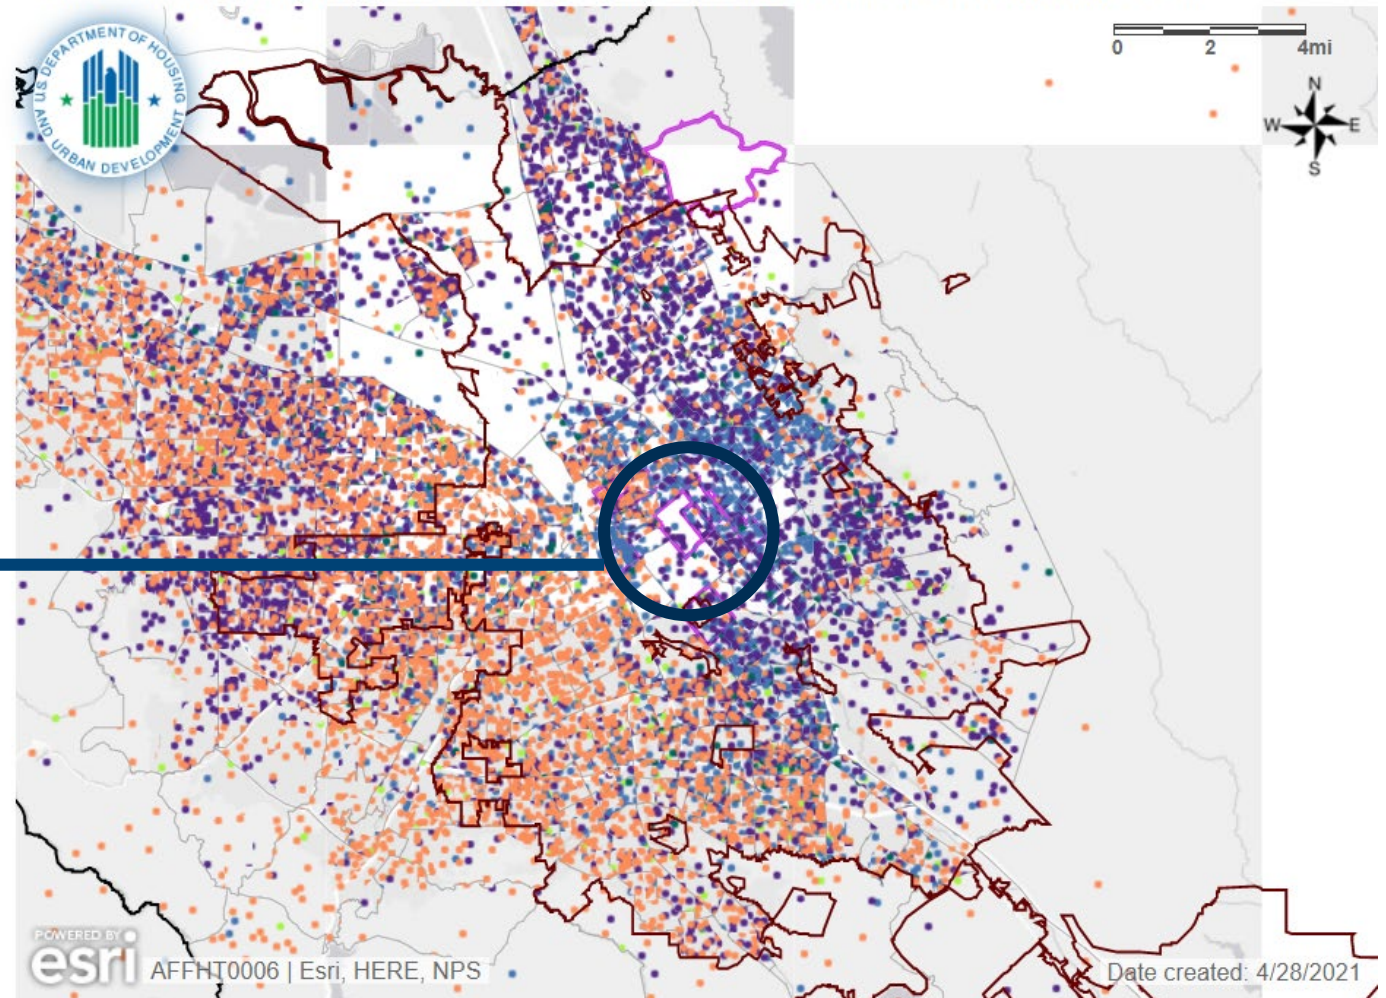 U.S. DEPARTMENT OF HOUSING
AND URBAN DEVELOPMENT
0 2 4mi
N
W E
S
POWERED BY
esri
AFFHT0006 | Esri, HERE, NPS
Date created: 4/28/2021